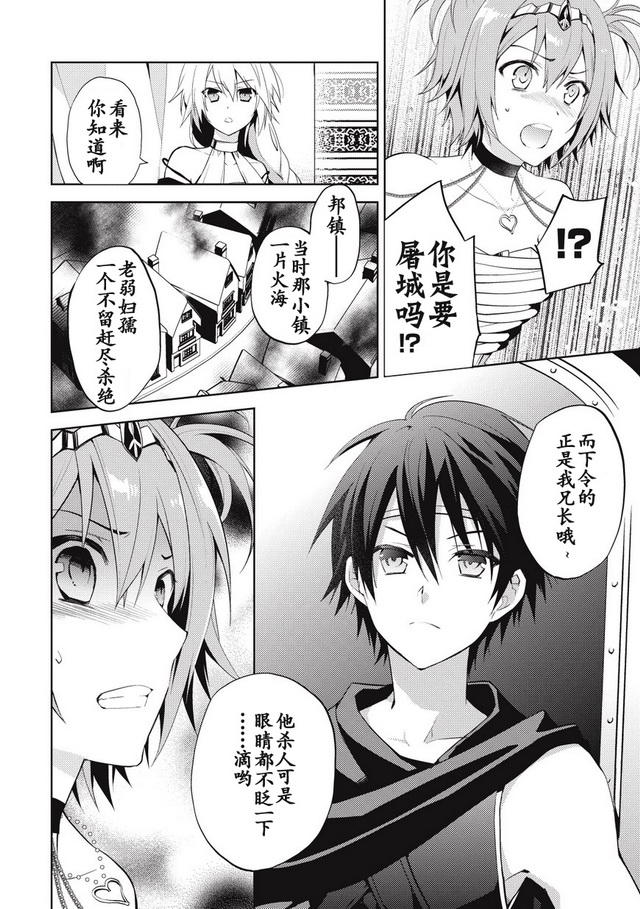 !?
你是要
屠城吗
!?
看来
你知道
啊
邦镇——
当时那小镇
一片火海
老弱妇孺
一个不留赶尽杀绝
而下令的
正是我兄长哦~
他杀人可是
眼睛都不眨一下
……滴哟